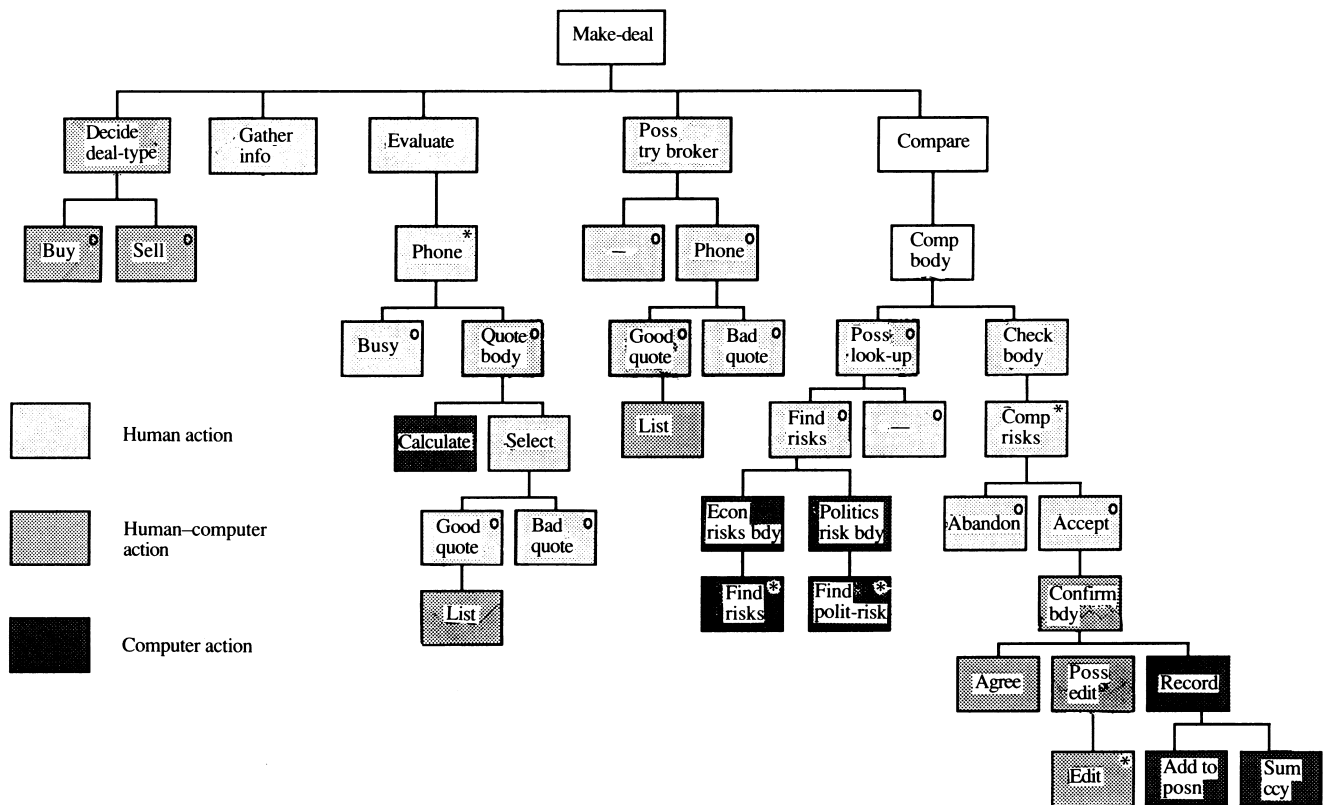 Make-deal
Decide
deal-type
Gather
info
Evaluate
Poss
try broker
Compare
Buy o
Sell o
Phone *
— o
Phone o
Comp
body
Busy o
Quote o
body
Good o
quote
Bad o
quote
Poss o
look-up
Check
body
Calculate
Select
List
Find o
risks
— o
Comp *
risks
Good o
quote
Bad o
quote
Econ
risks bdy
Politics
risk bdy
Abandon o
Accept o
List
Find *
risks
Find *
polit-risk
Confirm
bdy
Agree
Poss
edit
Record
Edit *
Add to
posn
Sum
ccy
Human action
Human–computer
action
Computer action